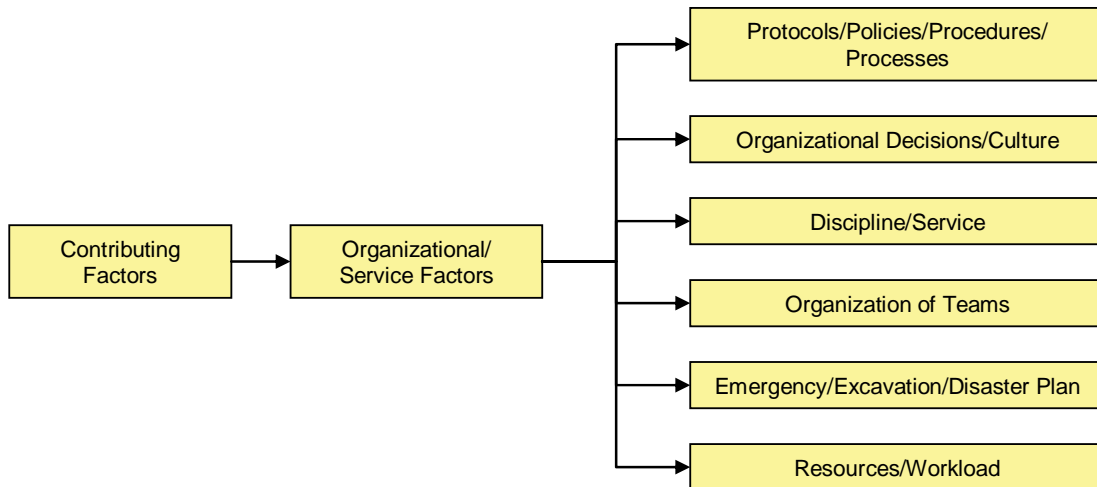 Protocols/Policies/Procedures/
Processes
Organizational Decisions/Culture
Discipline/Service
Contributing
Factors
Organizational/
Service Factors
Organization of Teams
Emergency/Excavation/Disaster Plan
Resources/Workload